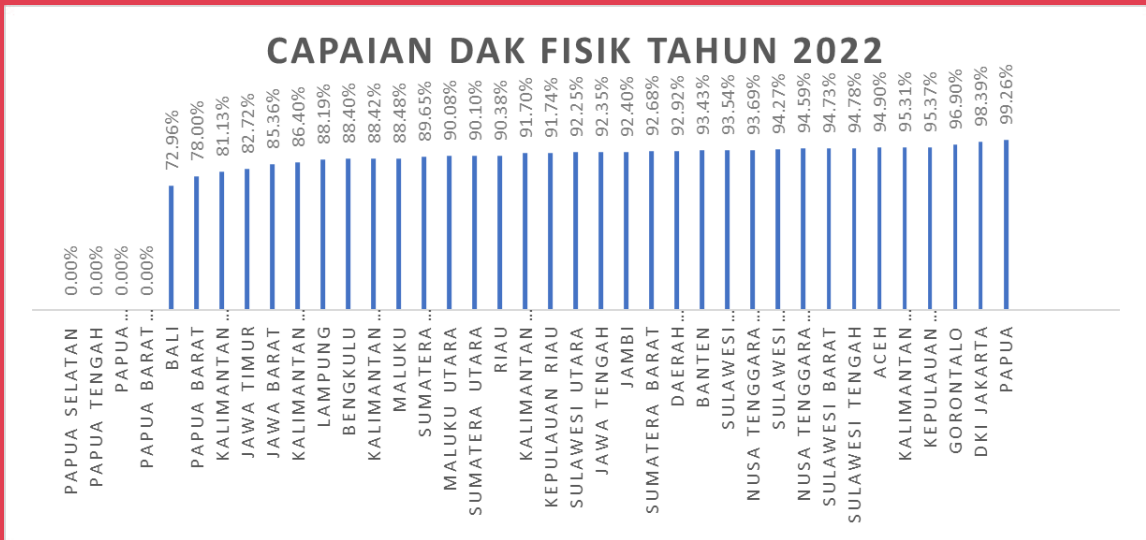 CAPAIAN DAK FISIK TAHUN 2022
0.00%
0.00%
0.00%
0.00%
72.96%
78.00%
81.13%
82.72%
85.36%
86.40%
88.19%
88.40%
88.42%
88.48%
89.65%
90.08%
90.10%
90.38%
91.70%
91.74%
92.25%
92.35%
92.40%
92.68%
92.92%
93.43%
93.54%
93.69%
94.27%
94.59%
94.73%
94.78%
94.90%
95.31%
95.37%
96.90%
98.39%
99.26%
PAPUA SELATAN
PAPUA TENGAH
PAPUA...
PAPUA BARAT...
BALI
PAPUA BARAT
KALIMANTAN...
JAWA TIMUR
JAWA BARAT
KALIMANTAN...
LAMPUNG
BENGKULU
KALIMANTAN...
MALUKU
SUMATERA...
MALUKU UTARA
SUMATERA UTARA
RIAU
KALIMANTAN...
KEPULAUAN RIAU
SULAWESI UTARA
JAWA TENGAH
JAMBI
SUMATERA BARAT
DAERAH...
BANTEN
SULAWESI...
NUSA TENGGARA...
SULAWESI...
NUSA TENGGARA...
SULAWESI BARAT
SULAWESI TENGAH
ACEH
KALIMANTAN...
KEPULAUAN...
GORONTALO
DKI JAKARTA
PAPUA